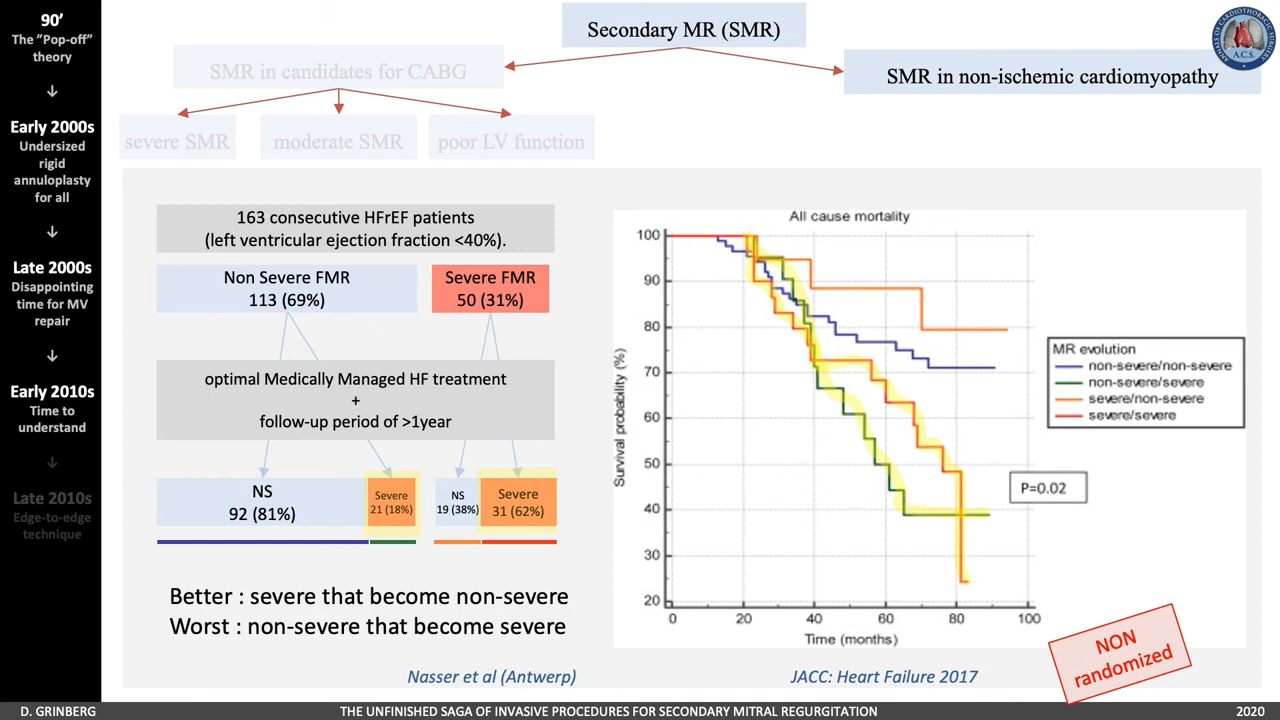 90’
The ”Pop-off”
theory
↓
Early 2000s
Undersized
rigid
annuloplasty
for all
↓
Late 2000s
Disappointing
time for MV
repair
↓
Early 2010s
Time to
understand
↓
Late 2010s
Edge-to-edge
technique
Secondary MR (SMR)
SMR in candidates for CABG
SMR in non-ischemic cardiomyopathy
severe SMR
moderate SMR
poor LV function
ANNALS OF CARDIOTHORACIC SURGERY
A.C.S.
163 consecutive HFrEF patients
(left ventricular ejection fraction <40%).
Non Severe FMR
113 (69%)
Severe FMR
50 (31%)
optimal Medically Managed HF treatment
+
follow-up period of >1year
NS
92 (81%)
Severe
21 (18%)
NS
19 (38%)
Severe
31 (62%)
Better : severe that become non-severe
Worst : non-severe that become severe
All cause mortality
Survival probability (%)
100
90
80
70
60
50
40
30
20
0
20
40
60
80
100
Time (months)
MR evolution
non-severe/non-severe
non-severe/severe
severe/non-severe
severe/severe
P=0.02
NON
randomized
Nasser et al (Antwerp)
JACC: Heart Failure 2017
D. GRINBERG
THE UNFINISHED SAGA OF INVASIVE PROCEDURES FOR SECONDARY MITRAL REGURGITATION
2020